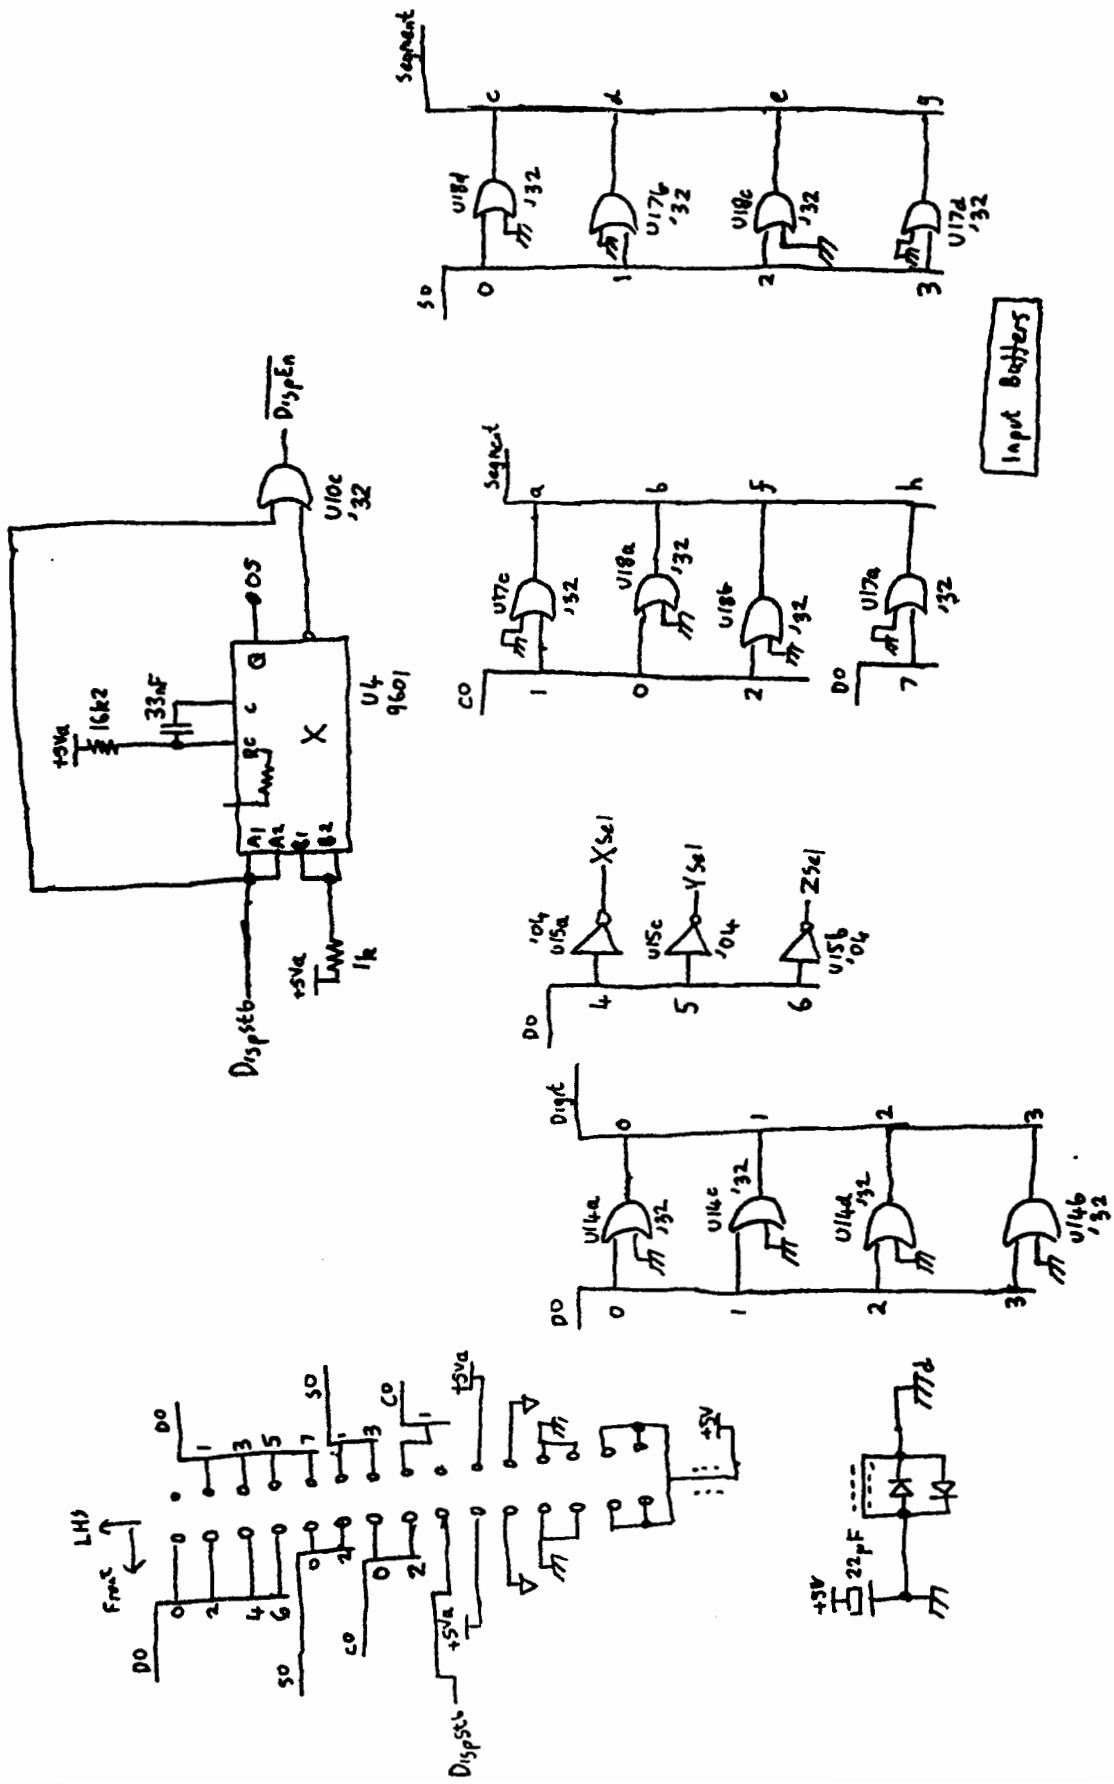 LHS
Front
DO
0
2
4
6
SO
0
2
CO
0
2
DispStb
+5Va
DO
1
3
5
7
SO
1
3
CO
1
+5Va
+5V
+5V
22µF
d
DispStb
+5Va
1k
A1
A2
B1
B2
RC
C
Q
X
U4
9601
+5Va
16k2
33nF
OS
U10c
'32
DispEn
DO
0
1
2
3
U14a
'32
U14c
'32
U14d
'32
U14b
'32
Digit
0
1
2
3
DO
4
5
6
'04
U15a
XSel
U15c
'04
YSel
U15b
'04
ZSel
CO
1
0
2
DO
7
U17c
'32
U18a
'32
U18b
'32
U17a
'32
Segment
a
b
f
h
SO
0
1
2
3
U18d
'32
U17b
'32
U18c
'32
U17d
'32
Segment
c
d
e
g
Input Buffers